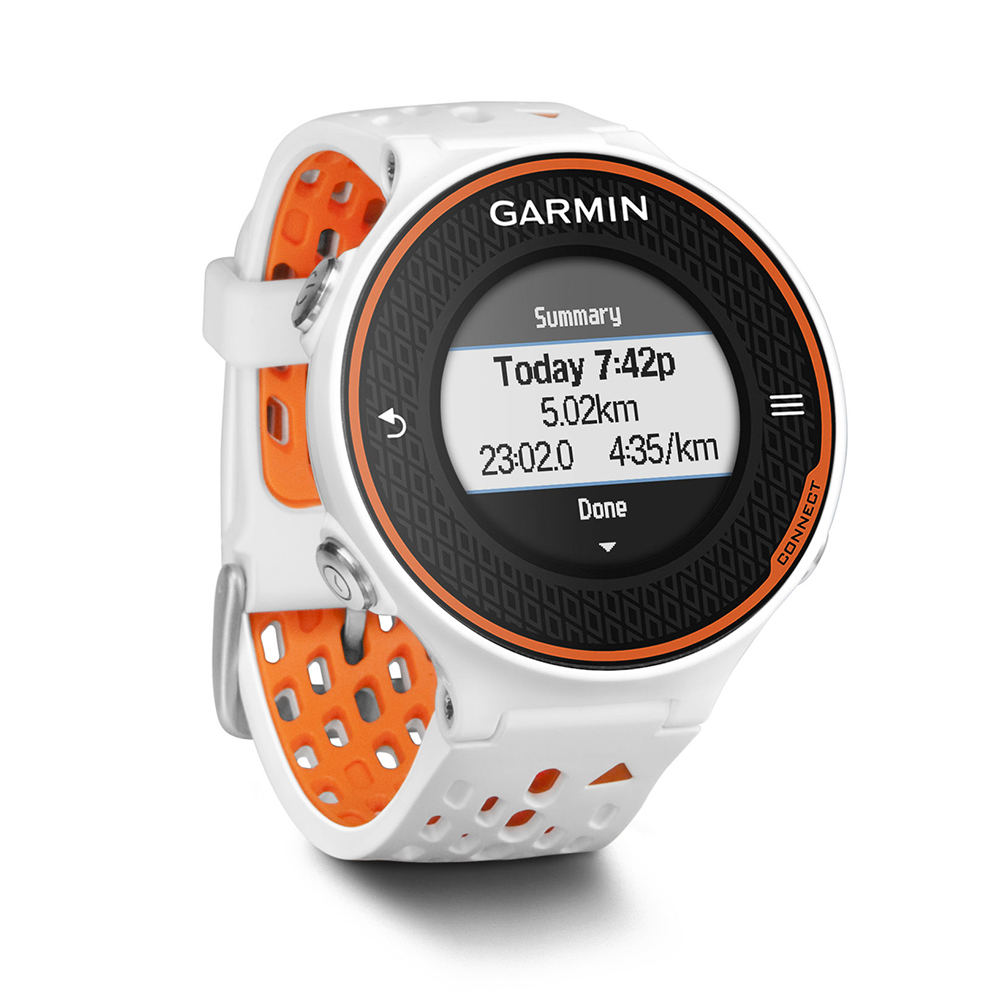 GARMIN
Summary
Today 7:42p
5.02km
23:02.0 4:35/km
Done
CONNECT